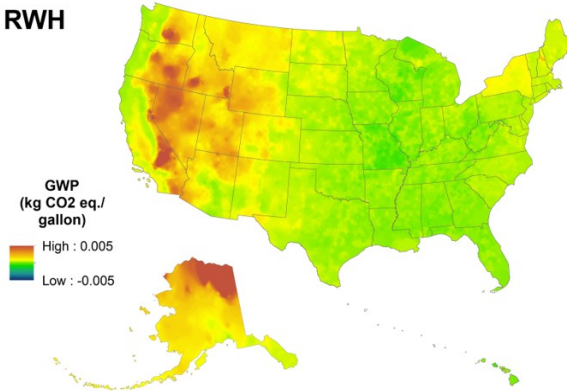 RWH
GWP
(kg CO2 eq./
gallon)
High : 0.005
Low : -0.005